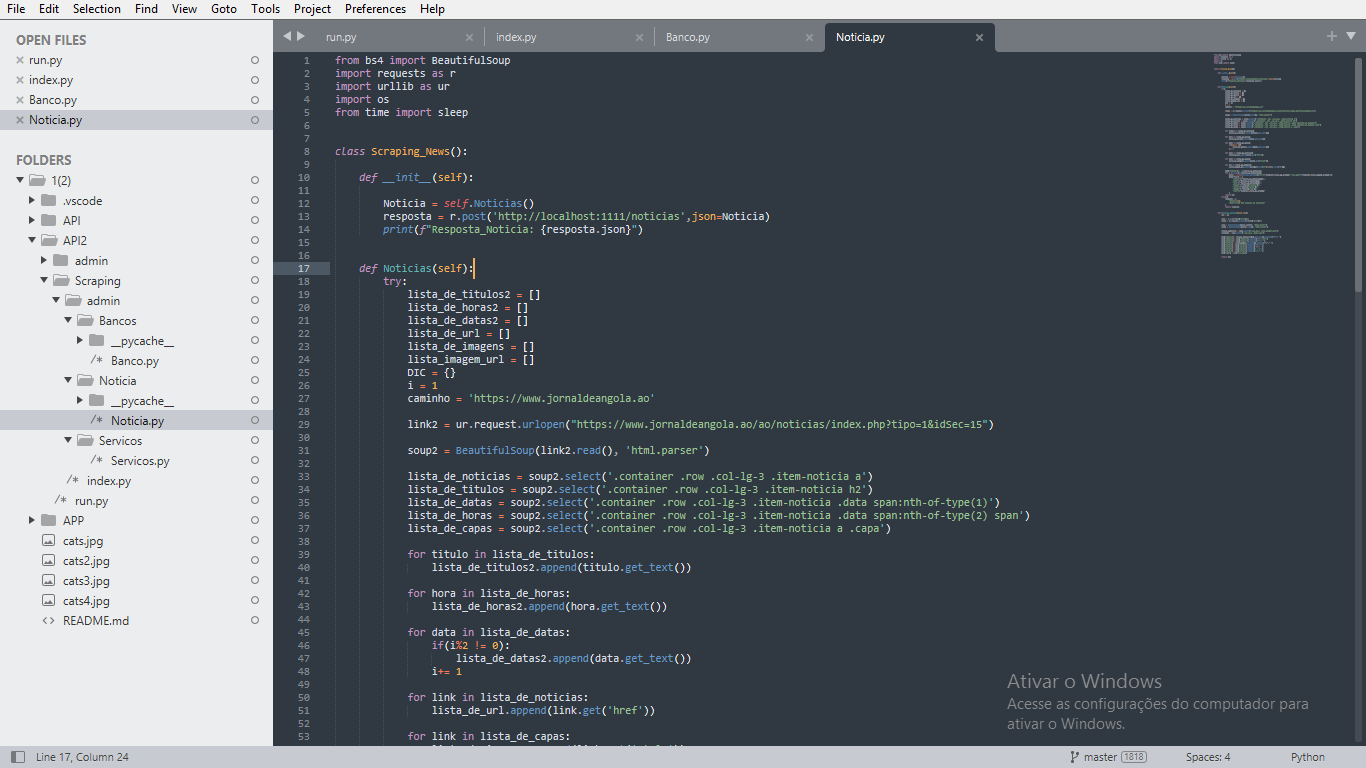 File Edit Selection Find View Goto Tools Project Preferences Help
OPEN FILES
run.py
index.py
Banco.py
Noticia.py
FOLDERS
1(2)
.vscode
API
API2
admin
Scraping
admin
Bancos
__pycache__
/* Banco.py
Noticia
__pycache__
/* Noticia.py
Servicos
/* Servicos.py
/* index.py
/* run.py
APP
cats.jpg
cats2.jpg
cats3.jpg
cats4.jpg
<> README.md
run.py index.py Banco.py Noticia.py
1 from bs4 import BeautifulSoup
2 import requests as r
3 import urllib as ur
4 import os
5 from time import sleep
6
7
8 class Scraping_News():
9
10 def __init__(self):
11
12 Noticia = self.Noticias()
13 resposta = r.post('http://localhost:1111/noticias',json=Noticia)
14 print(f"Resposta_Noticia: {resposta.json}")
15
16
17 def Noticias(self):
18 try:
19 lista_de_titulos2 = []
20 lista_de_horas2 = []
21 lista_de_datas2 = []
22 lista_de_url = []
23 lista_de_imagens = []
24 lista_imagem_url = []
25 DIC = {}
26 i = 1
27 caminho = 'https://www.jornaldeangola.ao'
28
29 link2 = ur.request.urlopen("https://www.jornaldeangola.ao/ao/noticias/index.php?tipo=1&idSec=15")
30
31 soup2 = BeautifulSoup(link2.read(), 'html.parser')
32
33 lista_de_noticias = soup2.select('.container .row .col-lg-3 .item-noticia a')
34 lista_de_titulos = soup2.select('.container .row .col-lg-3 .item-noticia h2')
35 lista_de_datas = soup2.select('.container .row .col-lg-3 .item-noticia .data span:nth-of-type(1)')
36 lista_de_horas = soup2.select('.container .row .col-lg-3 .item-noticia .data span:nth-of-type(2) span')
37 lista_de_capas = soup2.select('.container .row .col-lg-3 .item-noticia a .capa')
38
39 for titulo in lista_de_titulos:
40 lista_de_titulos2.append(titulo.get_text())
41
42 for hora in lista_de_horas:
43 lista_de_horas2.append(hora.get_text())
44
45 for data in lista_de_datas:
46 if(i%2 != 0):
47 lista_de_datas2.append(data.get_text())
48 i+= 1
49
50 for link in lista_de_noticias:
51 lista_de_url.append(link.get('href'))
52
53 for link in lista_de_capas:
Ativar o Windows
Acesse as configurações do computador para
ativar o Windows.
Line 17, Column 24 master 1818 Spaces: 4 Python